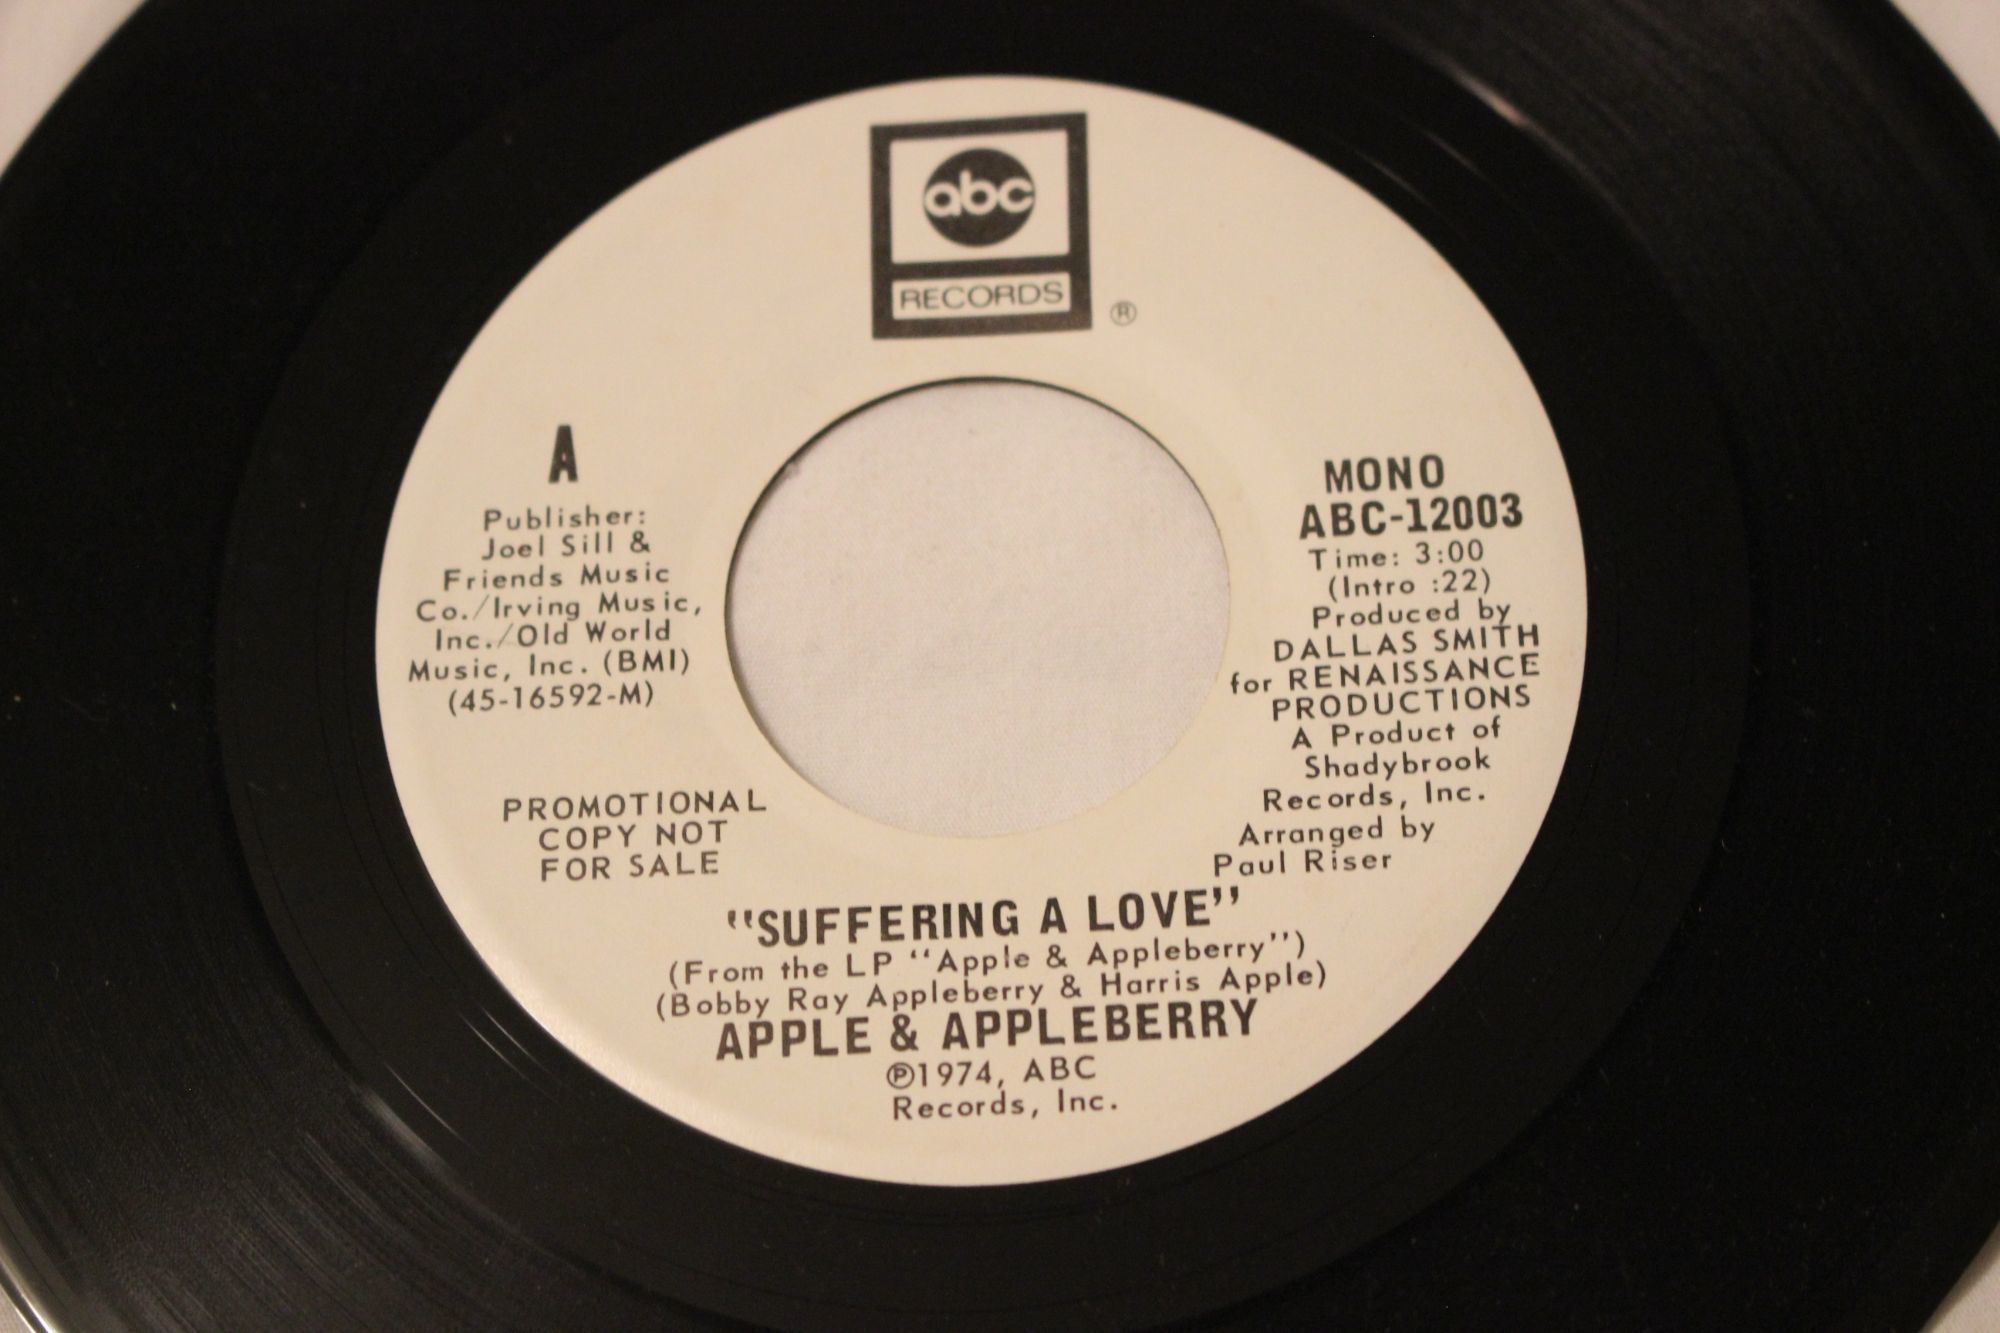 abc
RECORDS ®
A
Publisher:
Joel Sill &
Friends Music
Co./Irving Music,
Inc./Old World
Music, Inc. (BMI)
(45-16592-M)
PROMOTIONAL
COPY NOT
FOR SALE
MONO
ABC-12003
Time: 3:00
(Intro :22)
Produced by
DALLAS SMITH
for RENAISSANCE
PRODUCTIONS
A Product of
Shadybrook
Records, Inc.
Arranged by
Paul Riser
"SUFFERING A LOVE"
(From the LP "Apple & Appleberry")
(Bobby Ray Appleberry & Harris Apple)
APPLE & APPLEBERRY
℗1974, ABC
Records, Inc.